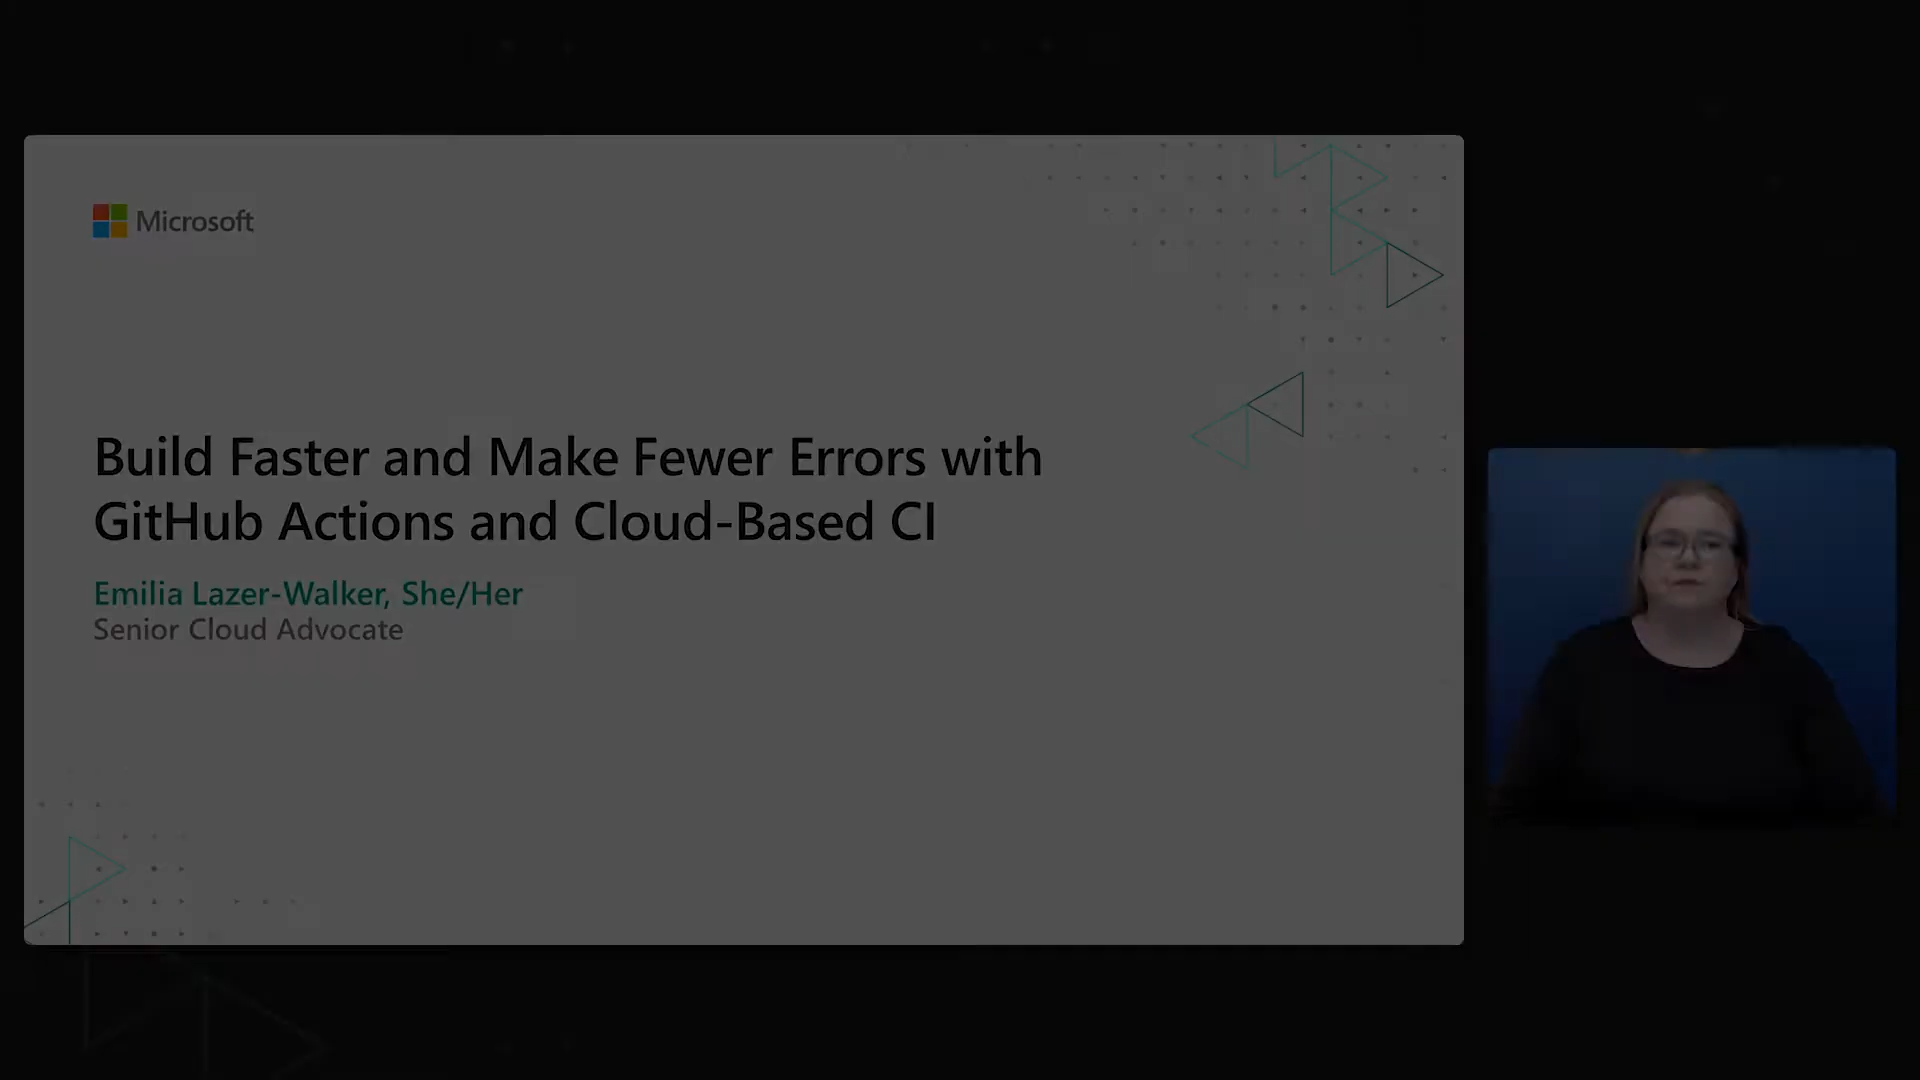 Microsoft
Build Faster and Make Fewer Errors with
GitHub Actions and Cloud-Based CI
Emilia Lazer-Walker, She/Her
Senior Cloud Advocate